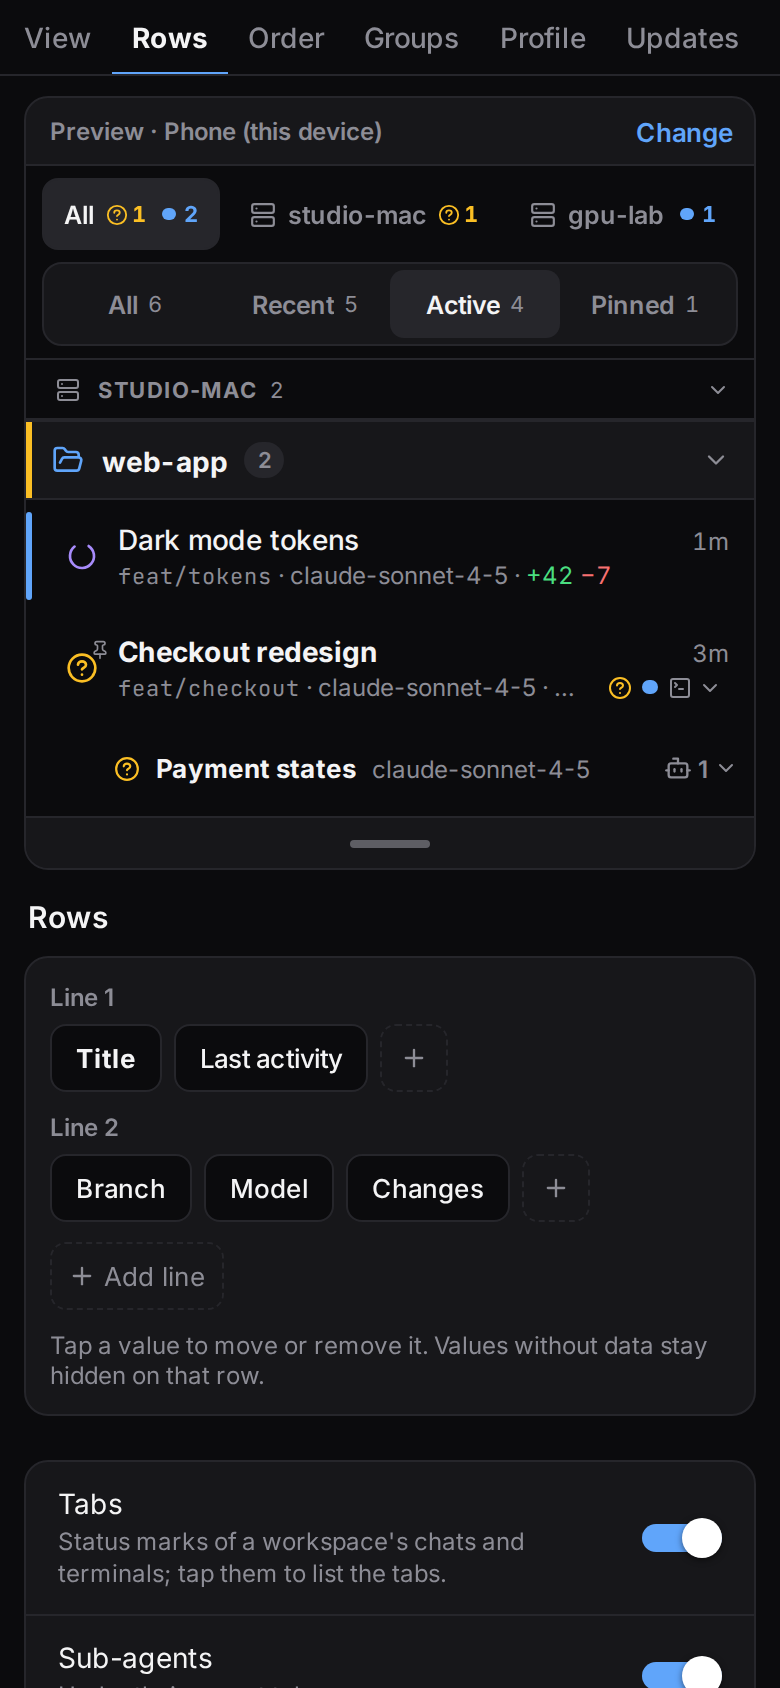 View Rows Order Groups Profile Updates
Preview · Phone (this device) Change
All 1 2 studio-mac 1 gpu-lab 1
All 6 Recent 5 Active 4 Pinned 1
STUDIO-MAC 2
web-app 2
Dark mode tokens 1m
feat/tokens · claude-sonnet-4-5 · +42 −7
Checkout redesign 3m
feat/checkout · claude-sonnet-4-5 · ...
Payment states claude-sonnet-4-5 1
Rows
Line 1
Title Last activity +
Line 2
Branch Model Changes +
+ Add line
Tap a value to move or remove it. Values without data stay
hidden on that row.
Tabs
Status marks of a workspace's chats and
terminals; tap them to list the tabs.
Sub-agents